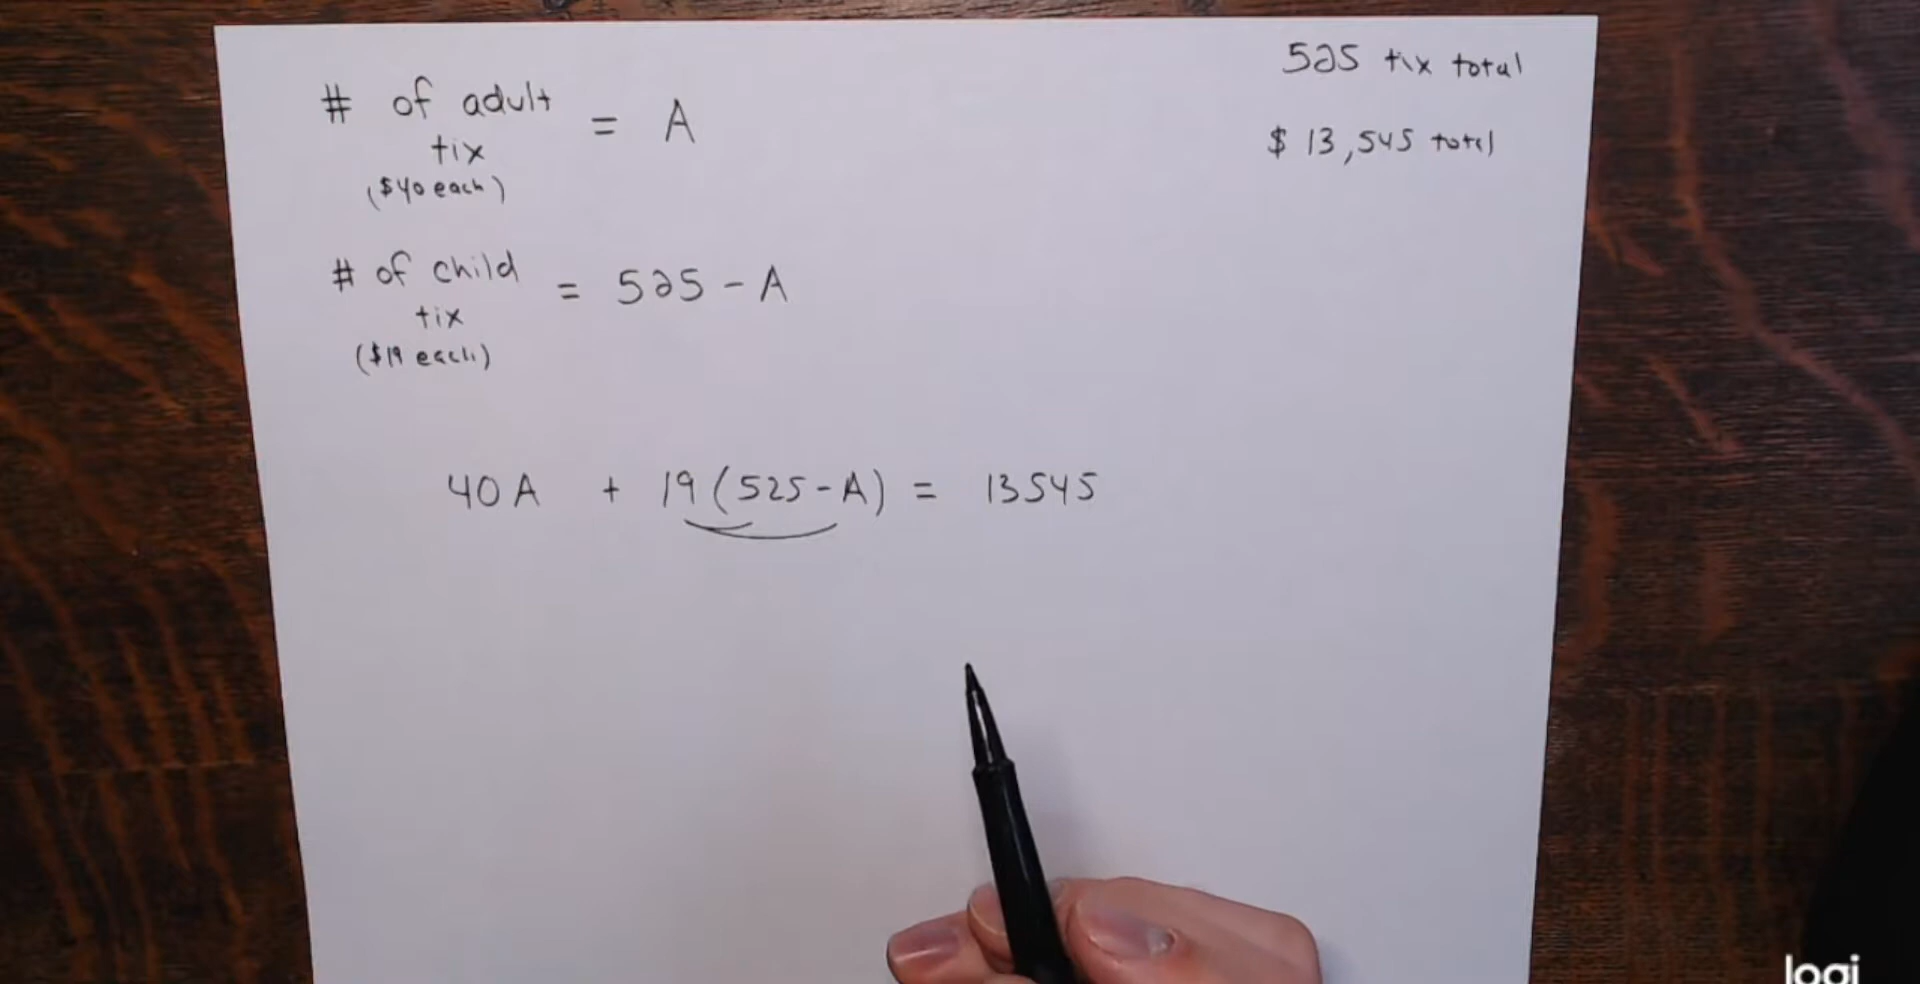 # of adult = A
tix
($40 each)
# of child = 525 - A
tix
($19 each)
525 tix total
$ 13,545 total
40A + 19(525-A) = 13545
logi